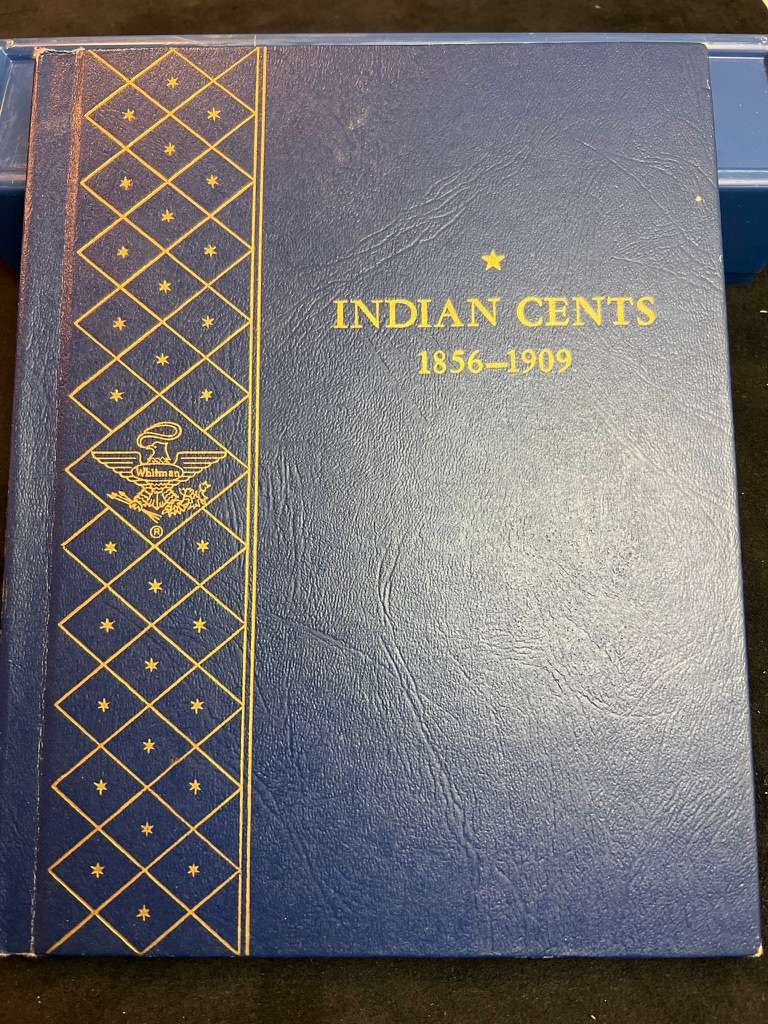 INDIAN CENTS
1856–1909
Whitman
®